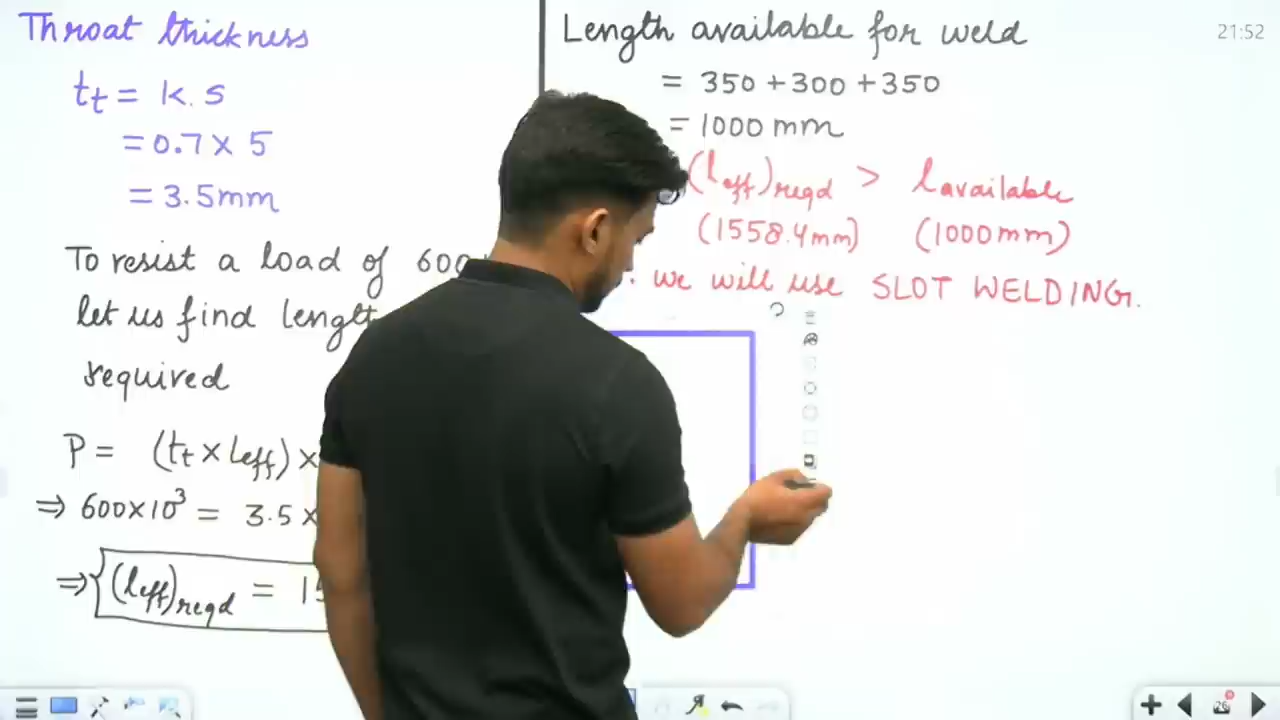 Throat thickness
tt = k.s
= 0.7 x 5
= 3.5mm
To resist a load of 600
let us find length
required
P = (tt x Leff) x
⇒ 600x10³ = 3.5 x
⇒ (leff)reqd = 15
Length available for weld
= 350 + 300 + 350
= 1000 mm
(leff)reqd > lavailable
(1558.4mm) (1000mm)
. we will use SLOT WELDING.
21:52
26